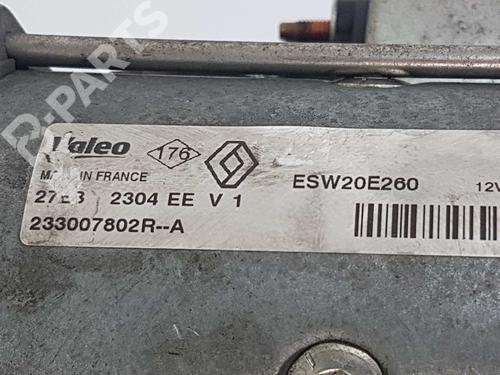 B-PARTS
Valeo 176 ESW20E260 12V
MADE IN FRANCE
2304 EE V 1
233007802R--A